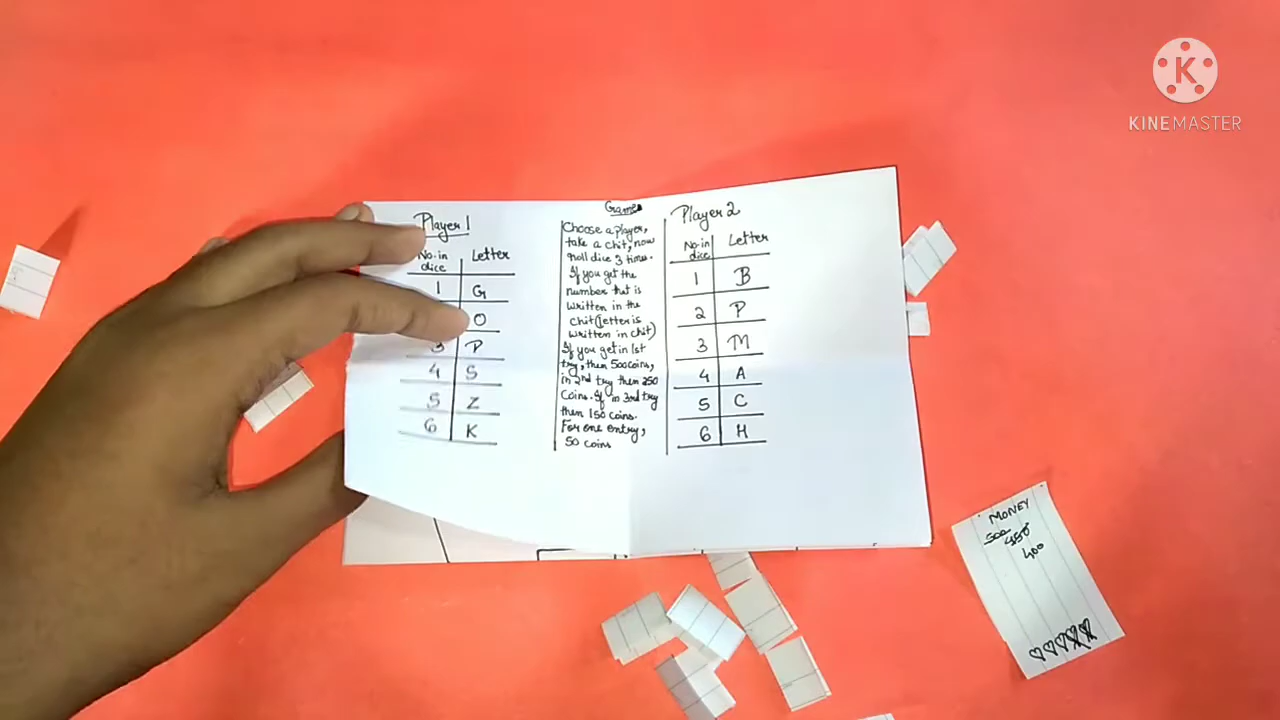 KINEMASTER
Game
Player 1
No. in dice Letter
1 G
O
3 P
4 S
5 Z
6 K
Choose a player,
take a chit, now
roll dice 3 times.
If you get the
number that is
written in the
chit (letter is
written in chit)
If you get in 1st
try, then 500 coins,
in 2nd try then 250
coins. If in 3rd try
then 150 coins.
For one entry,
50 coins
Player 2
No. in dice Letter
1 B
2 P
3 M
4 A
5 C
6 H
MONEY
500 450
400